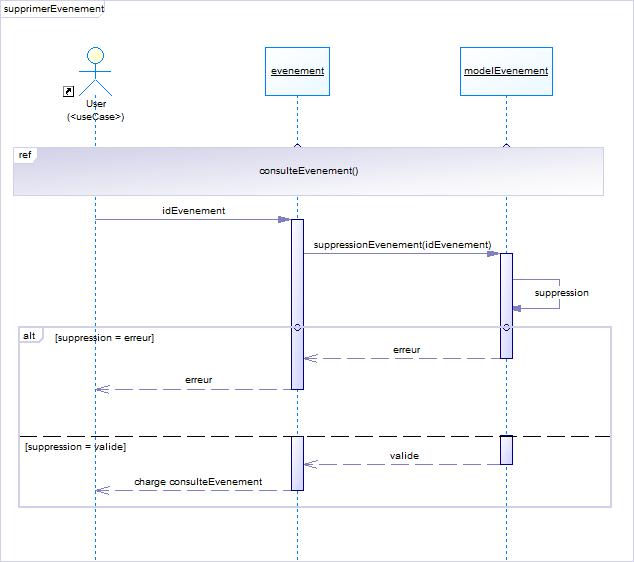 supprimerEvenement
evenement
modelEvenement
User
(<useCase>)
ref
consulteEvenement()
idEvenement
suppressionEvenement(idEvenement)
suppression
alt
[suppression = erreur]
erreur
erreur
[suppression = valide]
valide
charge consulteEvenement